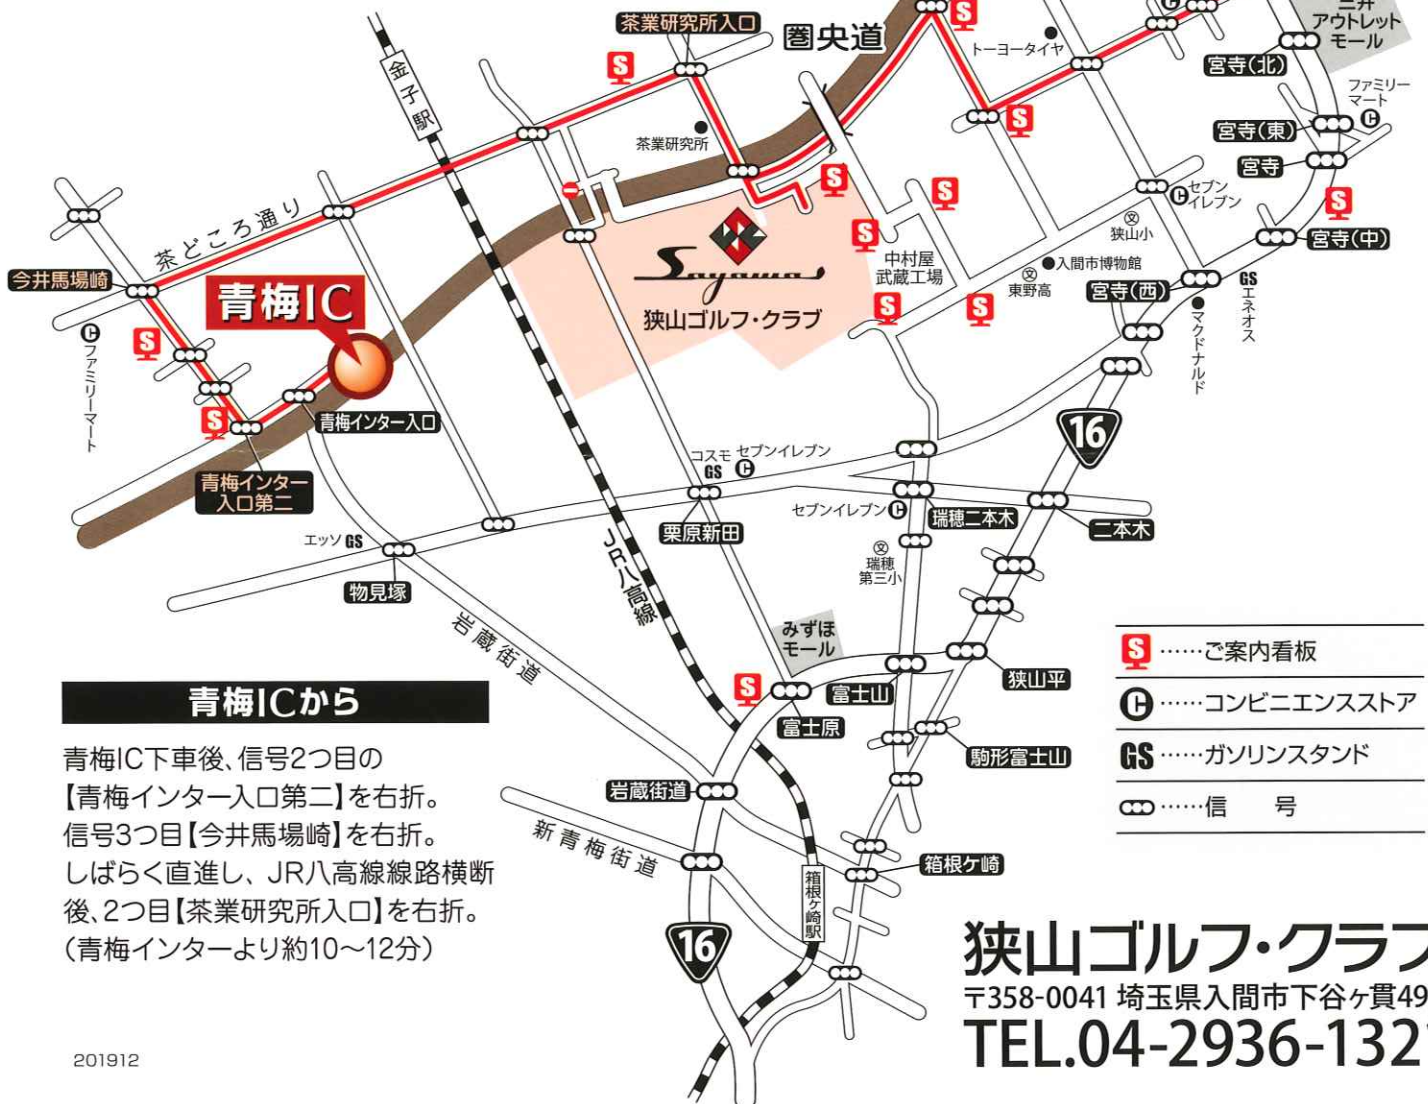 茶業研究所入口
圏央道
トーヨータイヤ
三井
アウトレット
モール
宮寺(北)
ファミリー
マート
C
宮寺(東)
宮寺
金子駅
S
茶業研究所
S
S
S
S
S
セブン
イレブン
C
文
狭山小
宮寺(中)
茶どころ通り
今井馬場崎
青梅IC
Sayama
狭山ゴルフ・クラブ
S
中村屋
武蔵工場
入間市博物館
文
東野高
宮寺(西)
GS
エネオス
マクドナルド
C
ファミリーマート
S
S
S
S
青梅インター入口
青梅インター
入口第二
16
コスモ
GS
セブンイレブン
C
セブンイレブン
C
瑞穂二本木
二本木
栗原新田
エッソ GS
物見塚
JR八高線
文
瑞穂
第三小
岩蔵街道
みずほ
モール
S
富士山
狭山平
富士原
駒形富士山
岩蔵街道
新青梅街道
箱根ケ崎
箱根ヶ崎駅
16
S……ご案内看板
C……コンビニエンスストア
GS……ガソリンスタンド
……信 号
青梅ICから
青梅IC下車後、信号2つ目の
【青梅インター入口第二】を右折。
信号3つ目【今井馬場崎】を右折。
しばらく直進し、JR八高線線路横断
後、2つ目【茶業研究所入口】を右折。
(青梅インターより約10〜12分)
狭山ゴルフ・クラブ
〒358-0041 埼玉県入間市下谷ヶ貫49
TEL.04-2936-132
201912